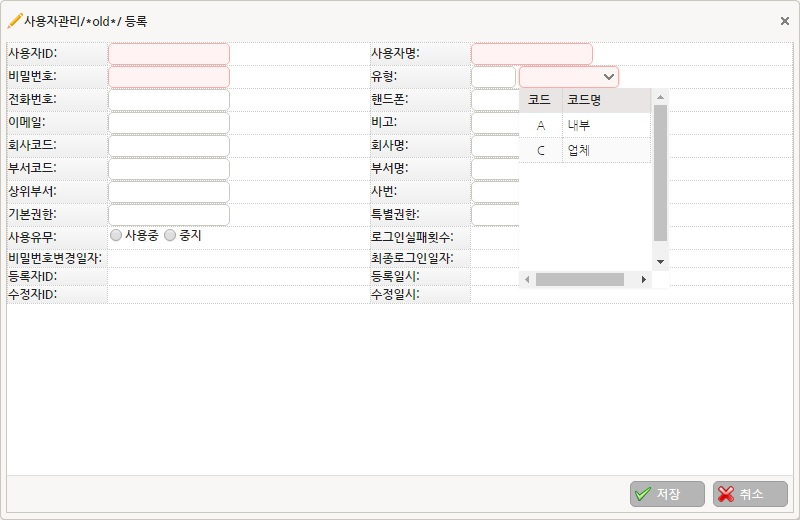 사용자관리/*old*/ 등록
사용자ID: 사용자명:
비밀번호: 유형:
전화번호: 핸드폰: 코드 코드명
이메일: 비고: A 내부
회사코드: 회사명: C 업체
부서코드: 부서명:
상위부서: 사번:
기본권한: 특별권한:
사용유무: 사용중 중지 로그인실패횟수:
비밀번호변경일자: 최종로그인일자:
등록자ID: 등록일시:
수정자ID: 수정일시:
저장 취소